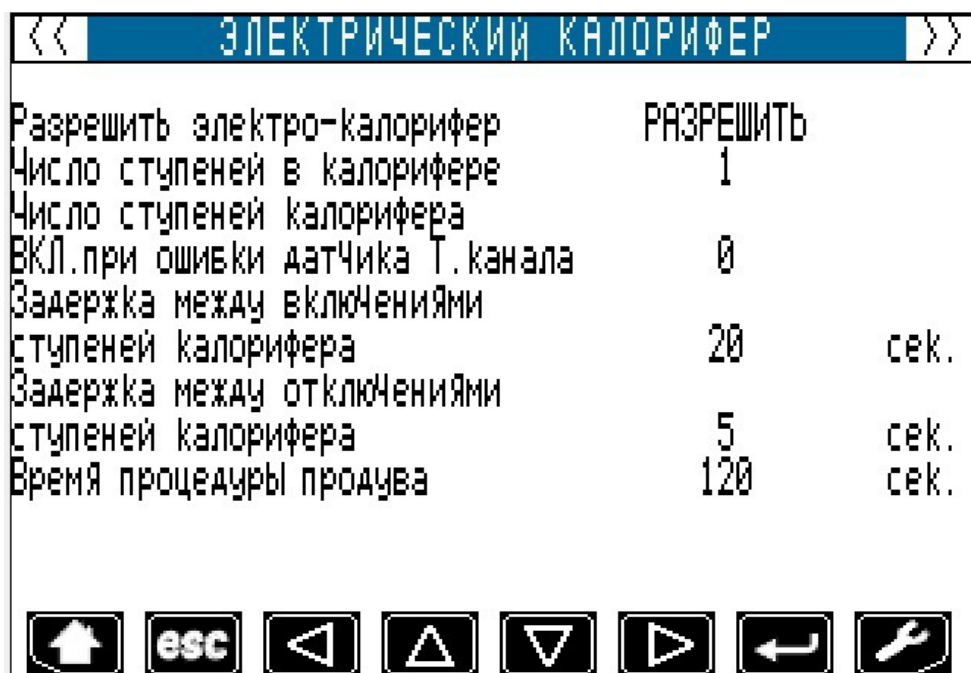 << ЭЛЕКТРИЧЕСКИЙ КАЛОРИФЕР >>
Разрешить электро-калорифер РАЗРЕШИТЬ
Число ступеней в калорифере 1
Число ступеней калорифера
ВКЛ.при ошибки датчика Т.канала 0
Задержка между включениями
ступеней калорифера 20 сек.
Задержка между отключениями
ступеней калорифера 5 сек.
Время процедуры продува 120 сек.
esc